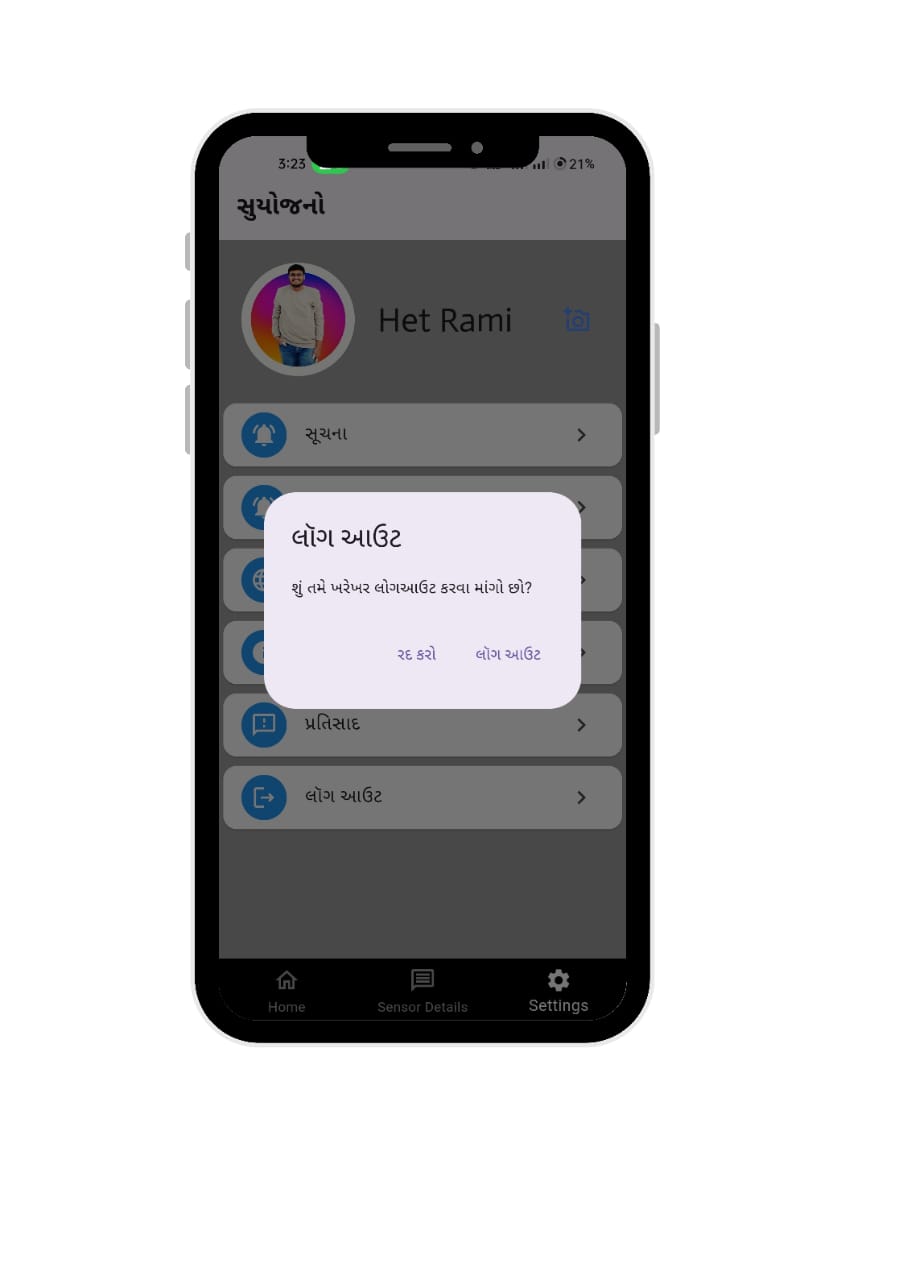 3:23
21%
સુયોજનો
Het Rami
સૂચના
લૉગ આઉટ
શું તમે ખરેખર લોગઆઉટ કરવા માંગો છો?
રદ કરો
લૉગ આઉટ
પ્રતિસાદ
લૉગ આઉટ
Home
Sensor Details
Settings